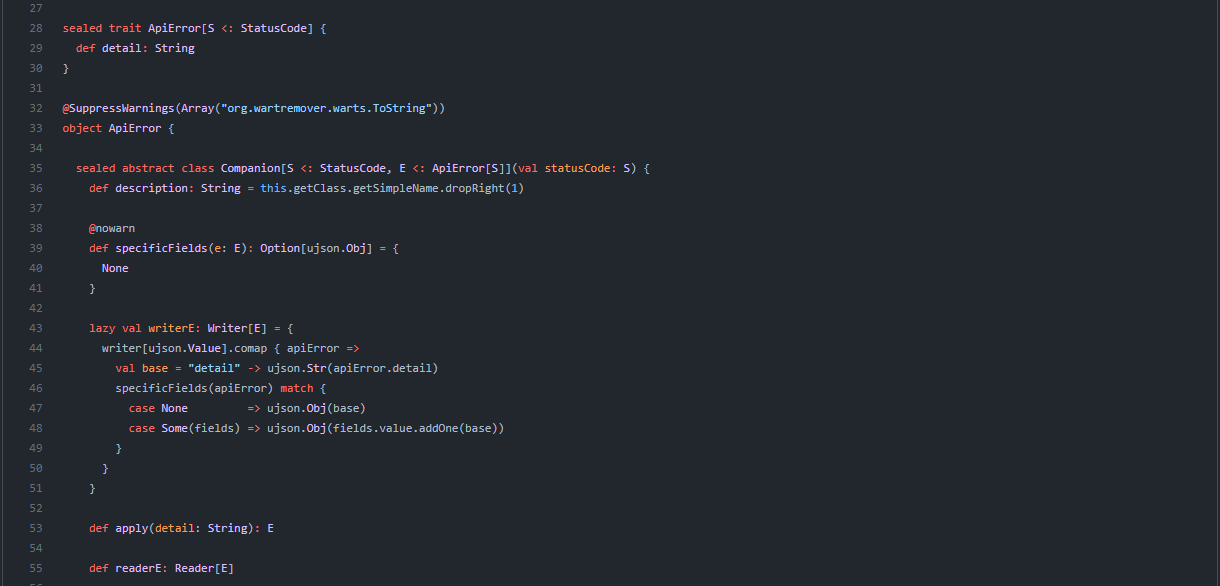 27
28 sealed trait ApiError[S <: StatusCode] {
29   def detail: String
30 }
31
32 @SuppressWarnings(Array("org.wartremover.warts.ToString"))
33 object ApiError {
34
35   sealed abstract class Companion[S <: StatusCode, E <: ApiError[S]](val statusCode: S) {
36     def description: String = this.getClass.getSimpleName.dropRight(1)
37
38     @nowarn
39     def specificFields(e: E): Option[ujson.Obj] = {
40       None
41     }
42
43     lazy val writerE: Writer[E] = {
44       writer[ujson.Value].comap { apiError =>
45         val base = "detail" -> ujson.Str(apiError.detail)
46         specificFields(apiError) match {
47           case None         => ujson.Obj(base)
48           case Some(fields) => ujson.Obj(fields.value.addOne(base))
49         }
50       }
51     }
52
53     def apply(detail: String): E
54
55     def readerE: Reader[E]